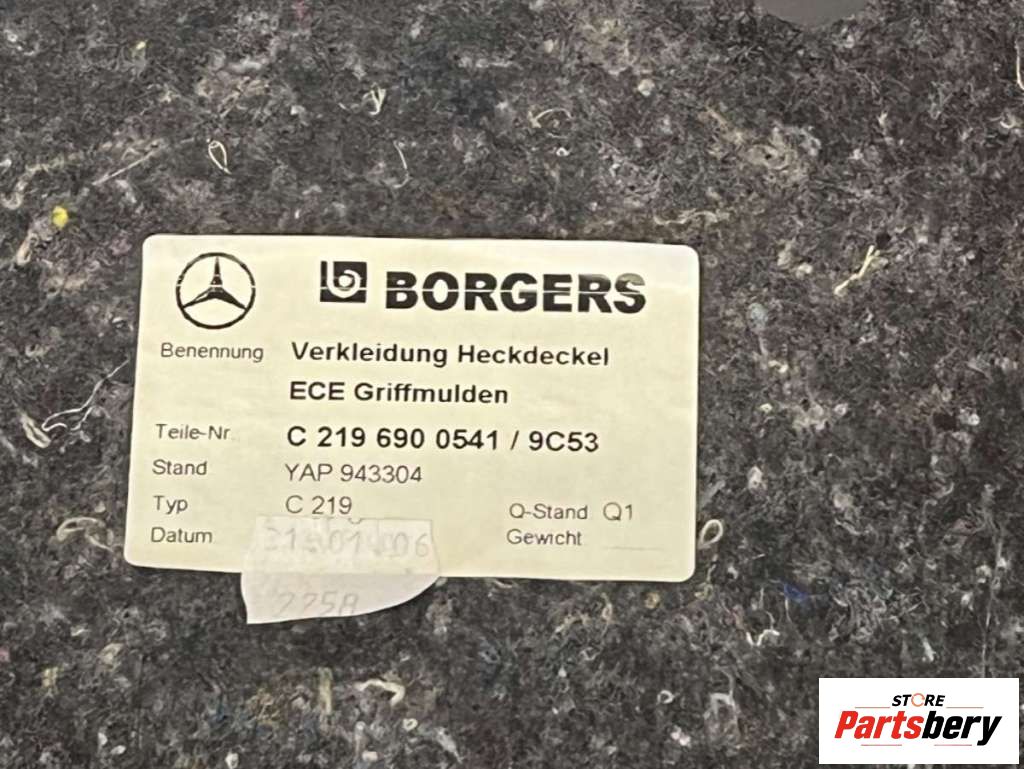 BORGERS
Benennung Verkleidung Heckdeckel
ECE Griffmulden
Teile-Nr. C 219 690 0541 / 9C53
Stand YAP 943304
Typ C 219 Q-Stand Q1
Datum 06 Gewicht
STORE
Partsbery